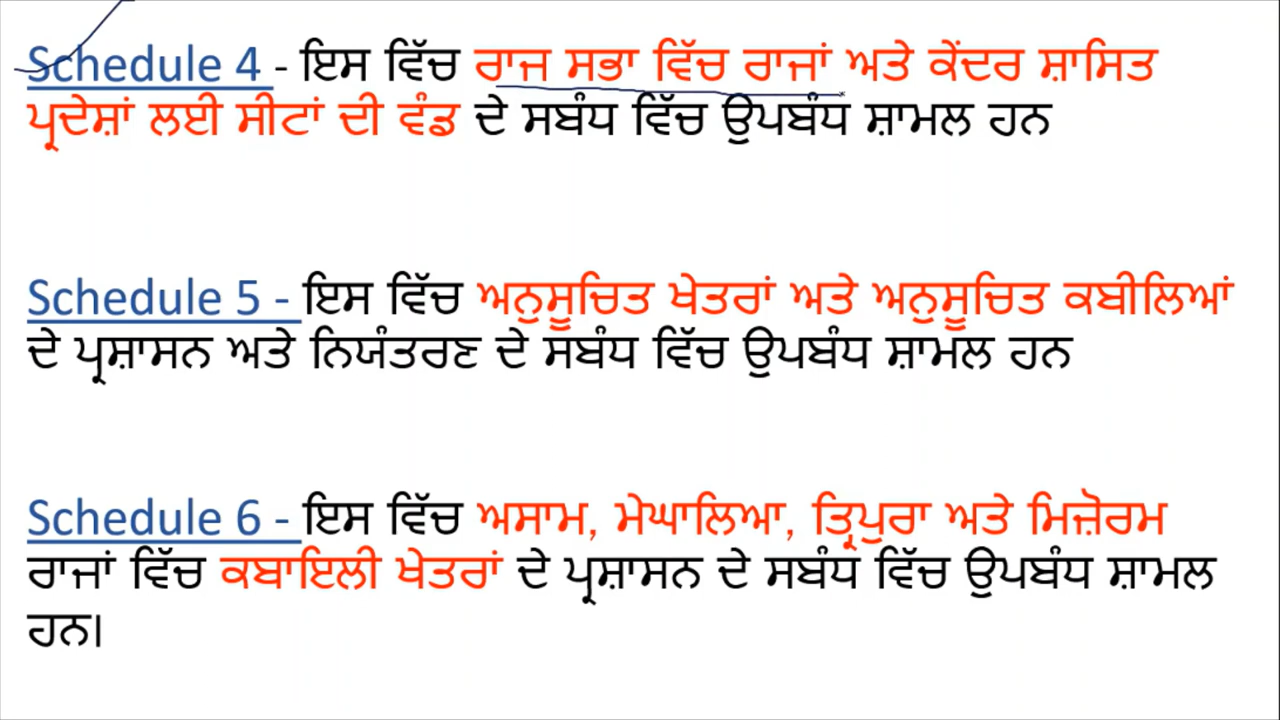 Schedule 4 - ਇਸ ਵਿੱਚ ਰਾਜ ਸਭਾ ਵਿੱਚ ਰਾਜਾਂ ਅਤੇ ਕੇਂਦਰ ਸ਼ਾਸਿਤ
ਪ੍ਰਦੇਸ਼ਾਂ ਲਈ ਸੀਟਾਂ ਦੀ ਵੰਡ ਦੇ ਸਬੰਧ ਵਿੱਚ ਉਪਬੰਧ ਸ਼ਾਮਲ ਹਨ
Schedule 5 - ਇਸ ਵਿੱਚ ਅਨੁਸੂਚਿਤ ਖੇਤਰਾਂ ਅਤੇ ਅਨੁਸੂਚਿਤ ਕਬੀਲਿਆਂ
ਦੇ ਪ੍ਰਸ਼ਾਸਨ ਅਤੇ ਨਿਯੰਤਰਣ ਦੇ ਸਬੰਧ ਵਿੱਚ ਉਪਬੰਧ ਸ਼ਾਮਲ ਹਨ
Schedule 6 - ਇਸ ਵਿੱਚ ਅਸਾਮ, ਮੇਘਾਲਿਆ, ਤ੍ਰਿਪੁਰਾ ਅਤੇ ਮਿਜ਼ੋਰਮ
ਰਾਜਾਂ ਵਿੱਚ ਕਬਾਇਲੀ ਖੇਤਰਾਂ ਦੇ ਪ੍ਰਸ਼ਾਸਨ ਦੇ ਸਬੰਧ ਵਿੱਚ ਉਪਬੰਧ ਸ਼ਾਮਲ
ਹਨ।